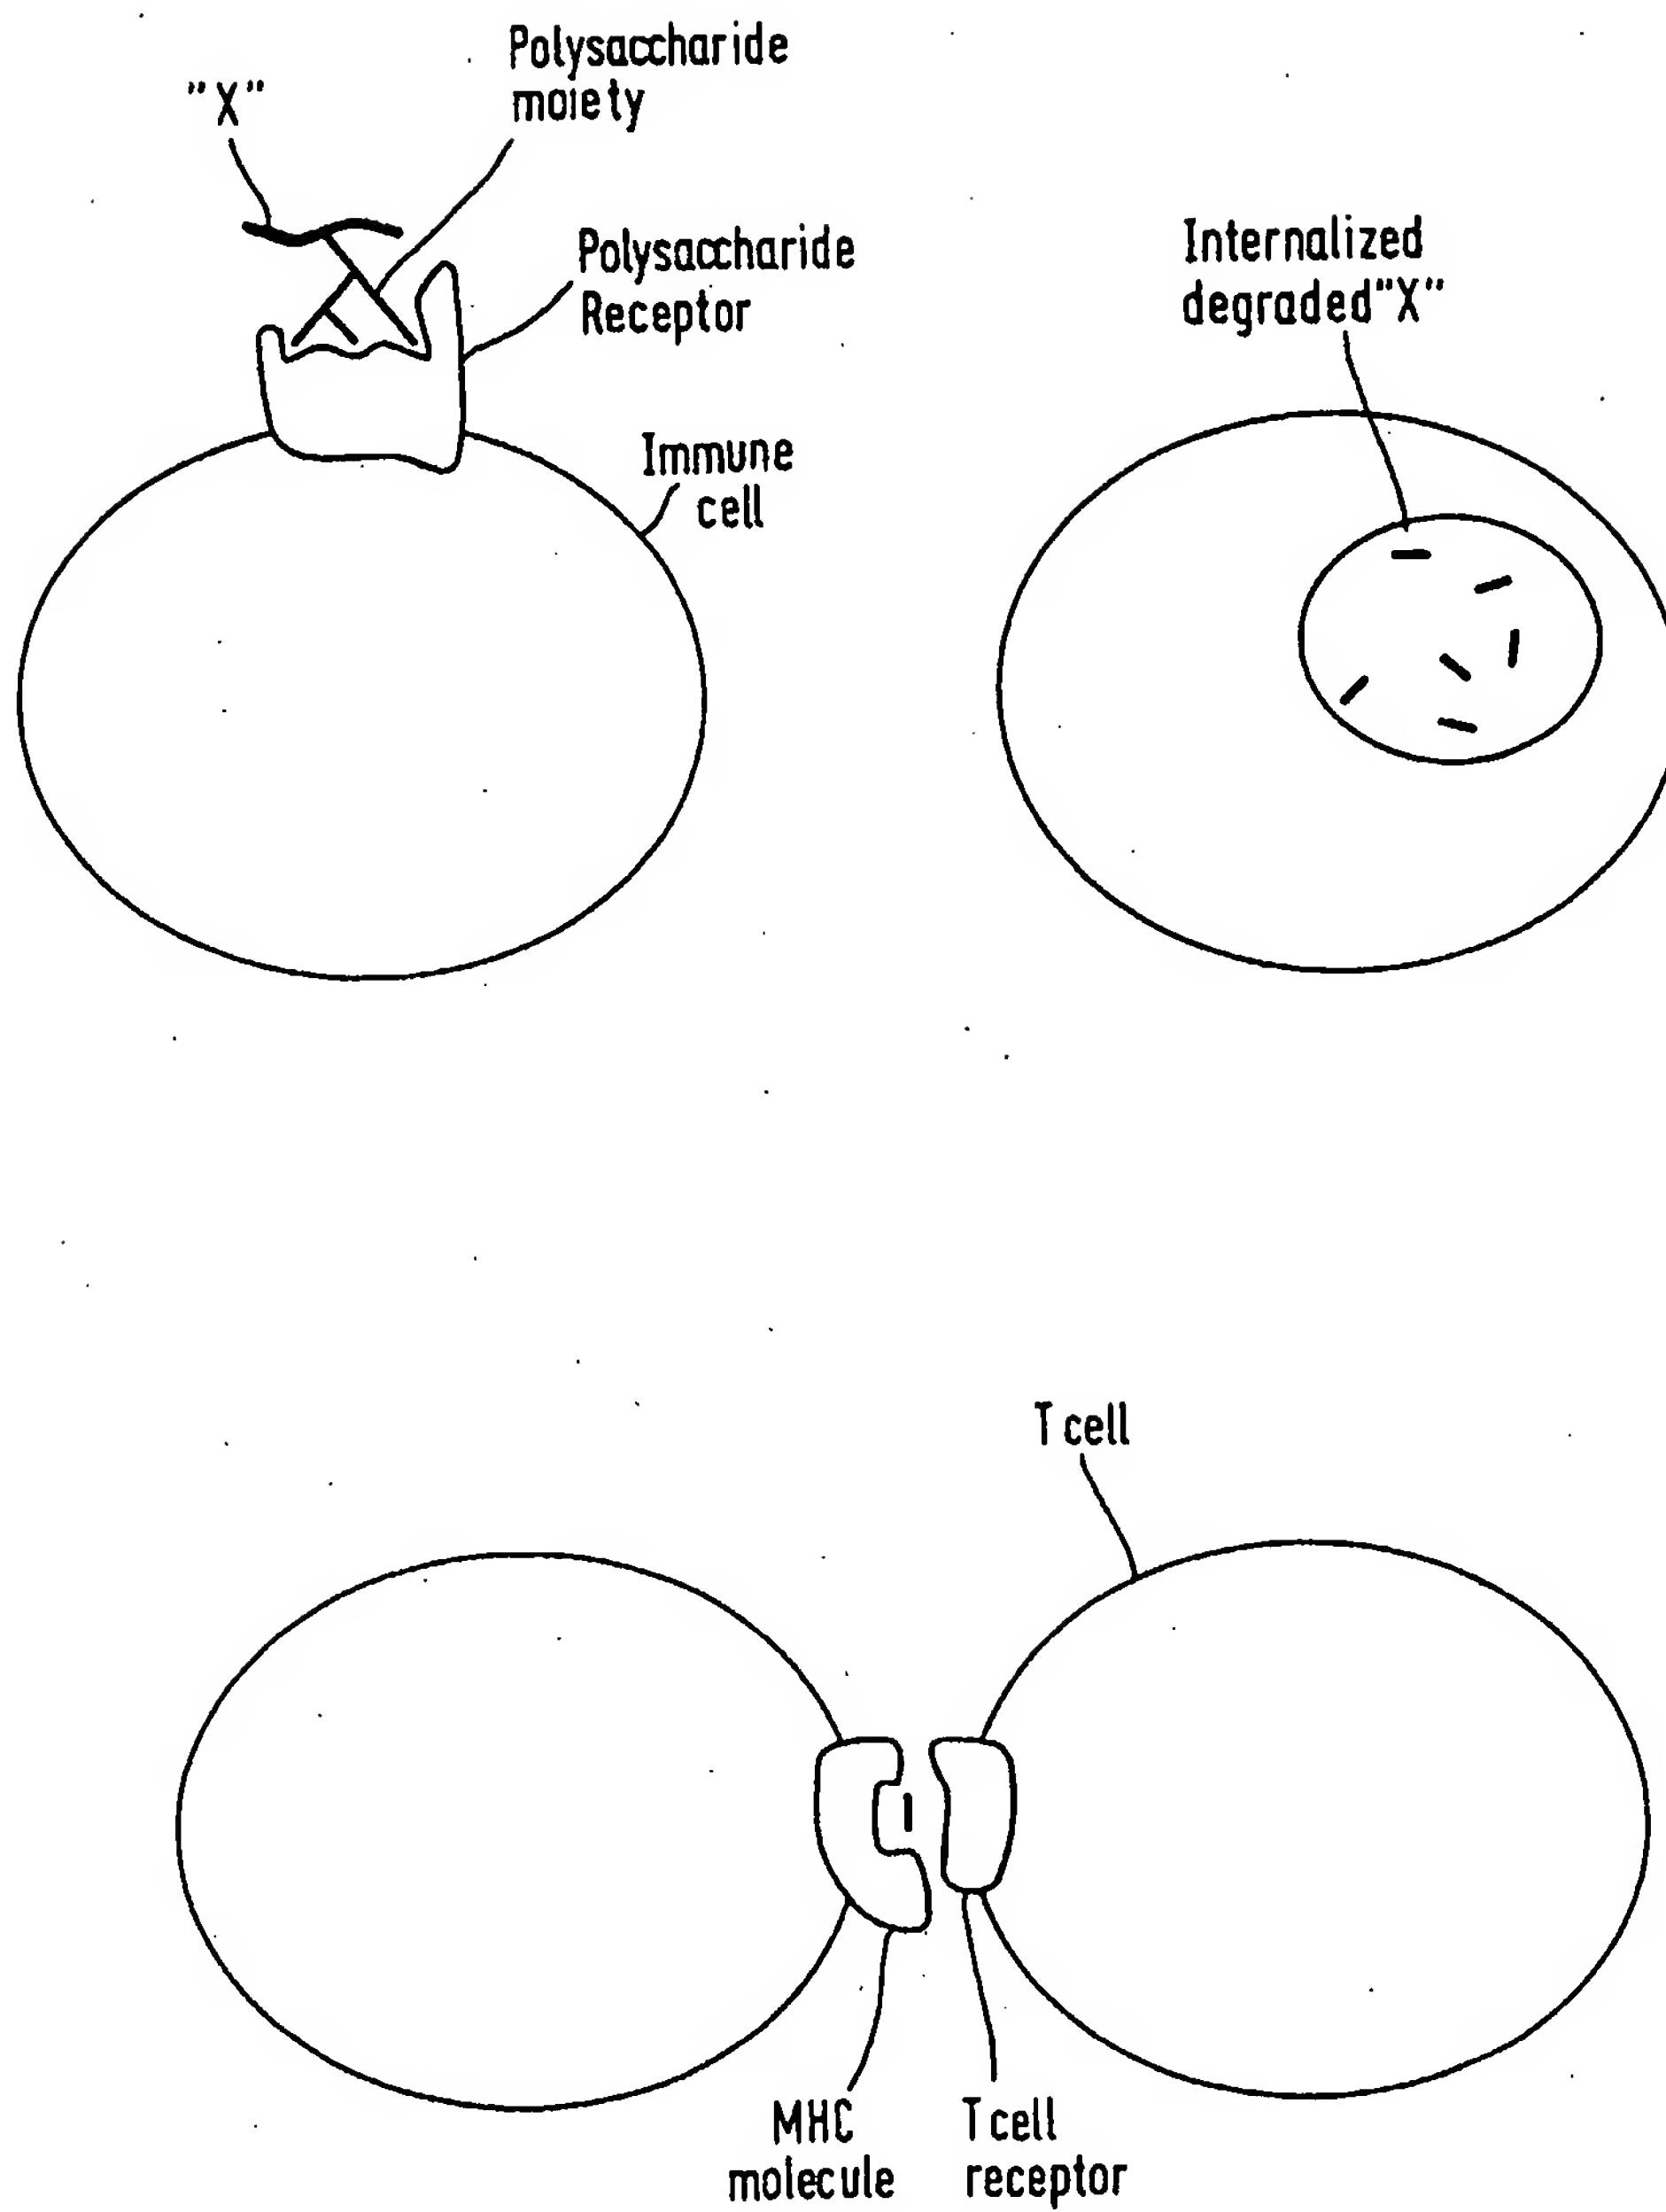 "X"
Polysaccharide
moiety
Polysaccharide
Receptor
Immune
cell
Internalized
degraded "X"
T cell
MHC
molecule
T cell
receptor